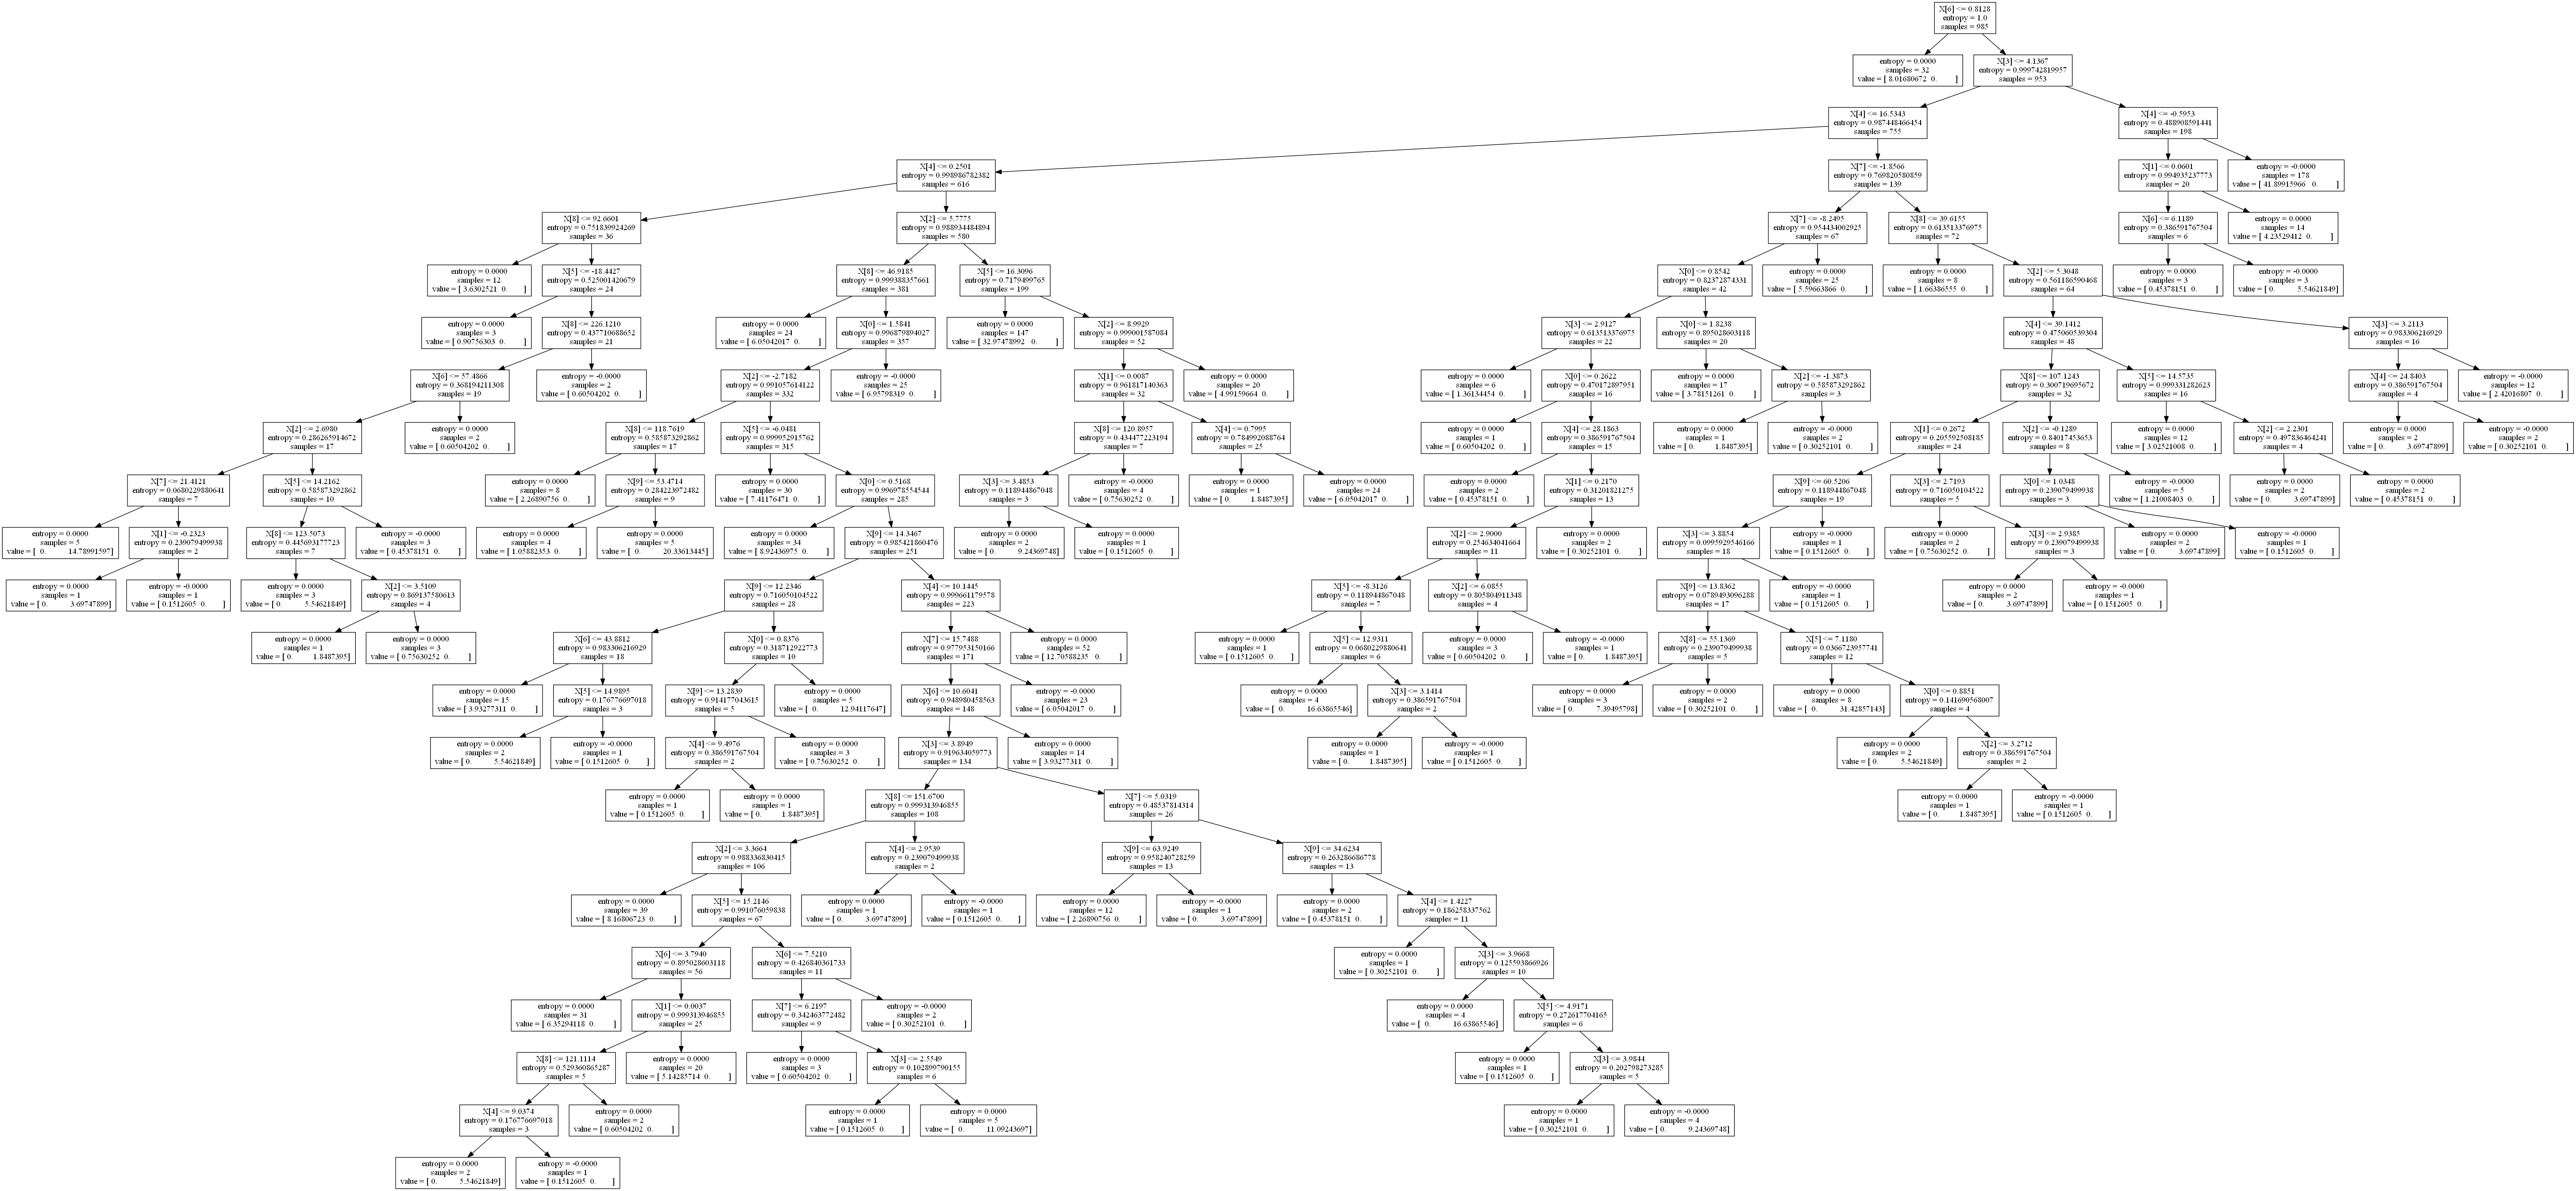 X[6] <= 0.8128
entropy = 1.0
samples = 985
entropy = 0.0000
samples = 32
value = [ 8.01680672 0. ]
X[3] <= 4.1367
entropy = 0.999742819957
samples = 953
X[4] <= 16.5343
entropy = 0.987448466454
samples = 755
X[4] <= -0.5953
entropy = 0.488908591441
samples = 198
X[4] <= 0.2501
entropy = 0.998986782382
samples = 616
X[7] <= -1.8566
entropy = 0.769820580859
samples = 139
X[1] <= 0.0601
entropy = 0.994935237773
samples = 20
entropy = -0.0000
samples = 178
value = [ 41.89915966 0. ]
X[8] <= 92.6601
entropy = 0.751839924269
samples = 36
X[2] <= 5.7775
entropy = 0.988934484894
samples = 580
X[7] <= -8.2495
entropy = 0.954434002925
samples = 67
X[8] <= 39.6155
entropy = 0.613513376975
samples = 72
X[6] <= 6.1189
entropy = 0.386591767504
samples = 6
entropy = 0.0000
samples = 14
value = [ 4.23529412 0. ]
entropy = 0.0000
samples = 12
value = [ 3.6302521 0. ]
X[5] <= -18.4427
entropy = 0.525001420679
samples = 24
X[8] <= 46.9185
entropy = 0.999388357661
samples = 381
X[5] <= 16.3096
entropy = 0.7179499765
samples = 199
X[0] <= 0.8542
entropy = 0.82372874331
samples = 42
entropy = 0.0000
samples = 25
value = [ 5.59663866 0. ]
entropy = 0.0000
samples = 8
value = [ 1.66386555 0. ]
X[2] <= 5.3048
entropy = 0.561186590468
samples = 64
entropy = 0.0000
samples = 3
value = [ 0.45378151 0. ]
entropy = -0.0000
samples = 3
value = [ 0. 5.54621849]
entropy = 0.0000
samples = 3
value = [ 0.90756303 0. ]
X[8] <= 226.1210
entropy = 0.437710688652
samples = 21
entropy = 0.0000
samples = 24
value = [ 6.05042017 0. ]
X[0] <= 1.5841
entropy = 0.996879894027
samples = 357
entropy = 0.0000
samples = 147
value = [ 32.97478992 0. ]
X[2] <= 8.9929
entropy = 0.999001587084
samples = 52
X[3] <= 2.9127
entropy = 0.613513376975
samples = 22
X[0] <= 1.8238
entropy = 0.895028603118
samples = 20
X[4] <= 39.1412
entropy = 0.475060539304
samples = 48
X[3] <= 3.2113
entropy = 0.983306216929
samples = 16
X[6] <= 57.4866
entropy = 0.368194211308
samples = 19
entropy = -0.0000
samples = 2
value = [ 0.60504202 0. ]
X[2] <= -2.7182
entropy = 0.991057614122
samples = 332
entropy = -0.0000
samples = 25
value = [ 6.95798319 0. ]
X[1] <= 0.0087
entropy = 0.961817140363
samples = 32
entropy = 0.0000
samples = 20
value = [ 4.99159664 0. ]
entropy = 0.0000
samples = 6
value = [ 1.36134454 0. ]
X[0] <= 0.2622
entropy = 0.470172897951
samples = 16
entropy = 0.0000
samples = 17
value = [ 3.78151261 0. ]
X[2] <= -1.3873
entropy = 0.585873292862
samples = 3
X[8] <= 107.1243
entropy = 0.300719695672
samples = 32
X[5] <= 14.5735
entropy = 0.999331282623
samples = 16
X[4] <= 24.8403
entropy = 0.386591767504
samples = 4
entropy = -0.0000
samples = 12
value = [ 2.42016807 0. ]
X[2] <= 2.6980
entropy = 0.286265914672
samples = 17
entropy = 0.0000
samples = 2
value = [ 0.60504202 0. ]
X[8] <= 118.7619
entropy = 0.585873292862
samples = 17
X[5] <= -6.0481
entropy = 0.999952915762
samples = 315
X[8] <= 120.8957
entropy = 0.434477223194
samples = 7
X[4] <= 0.7995
entropy = 0.784992088764
samples = 25
entropy = 0.0000
samples = 1
value = [ 0.60504202 0. ]
X[4] <= 28.1863
entropy = 0.386591767504
samples = 15
entropy = 0.0000
samples = 1
value = [ 0. 1.8487395]
entropy = -0.0000
samples = 2
value = [ 0.30252101 0. ]
X[1] <= 0.2672
entropy = 0.205592508185
samples = 24
X[2] <= -0.1289
entropy = 0.84017453653
samples = 8
entropy = 0.0000
samples = 12
value = [ 3.02521008 0. ]
X[2] <= 2.2301
entropy = 0.497836464241
samples = 4
entropy = 0.0000
samples = 2
value = [ 0. 3.69747899]
entropy = -0.0000
samples = 2
value = [ 0.30252101 0. ]
X[7] <= 21.4121
entropy = 0.0680229880641
samples = 7
X[5] <= 14.2162
entropy = 0.585873292862
samples = 10
entropy = 0.0000
samples = 8
value = [ 2.26890756 0. ]
X[9] <= 53.4714
entropy = 0.284223972482
samples = 9
entropy = 0.0000
samples = 30
value = [ 7.41176471 0. ]
X[0] <= 0.5168
entropy = 0.996978554544
samples = 285
X[3] <= 3.4853
entropy = 0.118944867048
samples = 3
entropy = -0.0000
samples = 4
value = [ 0.75630252 0. ]
entropy = 0.0000
samples = 1
value = [ 0. 1.8487395]
entropy = 0.0000
samples = 24
value = [ 6.05042017 0. ]
entropy = 0.0000
samples = 2
value = [ 0.45378151 0. ]
X[1] <= 0.2170
entropy = 0.31201821275
samples = 13
X[9] <= 60.5206
entropy = 0.118944867048
samples = 19
X[3] <= 2.7193
entropy = 0.716050104522
samples = 5
X[0] <= 1.0348
entropy = 0.239079499938
samples = 3
entropy = -0.0000
samples = 5
value = [ 1.21008403 0. ]
entropy = 0.0000
samples = 2
value = [ 0. 3.69747899]
entropy = 0.0000
samples = 2
value = [ 0.45378151 0. ]
entropy = 0.0000
samples = 5
value = [ 0. 14.78991597]
X[1] <= -0.2323
entropy = 0.239079499938
samples = 2
X[8] <= 123.5073
entropy = 0.445693177723
samples = 7
entropy = -0.0000
samples = 3
value = [ 0.45378151 0. ]
entropy = 0.0000
samples = 4
value = [ 1.05882353 0. ]
entropy = 0.0000
samples = 5
value = [ 0. 20.33613445]
entropy = 0.0000
samples = 34
value = [ 8.92436975 0. ]
X[9] <= 14.3467
entropy = 0.985421860476
samples = 251
entropy = 0.0000
samples = 2
value = [ 0. 9.24369748]
entropy = 0.0000
samples = 1
value = [ 0.1512605 0. ]
X[2] <= 2.9000
entropy = 0.254634041664
samples = 11
entropy = 0.0000
samples = 2
value = [ 0.30252101 0. ]
X[3] <= 3.8854
entropy = 0.0995929546166
samples = 18
entropy = -0.0000
samples = 1
value = [ 0.1512605 0. ]
entropy = 0.0000
samples = 2
value = [ 0.75630252 0. ]
X[3] <= 2.9385
entropy = 0.239079499938
samples = 3
entropy = 0.0000
samples = 2
value = [ 0. 3.69747899]
entropy = -0.0000
samples = 1
value = [ 0.1512605 0. ]
entropy = 0.0000
samples = 1
value = [ 0. 3.69747899]
entropy = -0.0000
samples = 1
value = [ 0.1512605 0. ]
entropy = 0.0000
samples = 3
value = [ 0. 5.54621849]
X[2] <= 3.5109
entropy = 0.869137580613
samples = 4
X[9] <= 12.2346
entropy = 0.716050104522
samples = 28
X[4] <= 10.1445
entropy = 0.999661179578
samples = 223
X[5] <= -8.3126
entropy = 0.118944867048
samples = 7
X[2] <= 6.0855
entropy = 0.805804911348
samples = 4
X[9] <= 13.8362
entropy = 0.0789493096288
samples = 17
entropy = -0.0000
samples = 1
value = [ 0.1512605 0. ]
entropy = 0.0000
samples = 2
value = [ 0. 3.69747899]
entropy = -0.0000
samples = 1
value = [ 0.1512605 0. ]
entropy = 0.0000
samples = 1
value = [ 0. 1.8487395]
entropy = 0.0000
samples = 3
value = [ 0.75630252 0. ]
X[6] <= 43.8812
entropy = 0.983306216929
samples = 18
X[0] <= 0.8376
entropy = 0.318712922773
samples = 10
X[7] <= 15.7488
entropy = 0.977953150166
samples = 171
entropy = 0.0000
samples = 52
value = [ 12.70588235 0. ]
entropy = 0.0000
samples = 1
value = [ 0.1512605 0. ]
X[5] <= 12.9311
entropy = 0.0680229880641
samples = 6
entropy = 0.0000
samples = 3
value = [ 0.60504202 0. ]
entropy = -0.0000
samples = 1
value = [ 0. 1.8487395]
X[8] <= 55.1369
entropy = 0.239079499938
samples = 5
X[5] <= 7.1180
entropy = 0.0366723957741
samples = 12
entropy = 0.0000
samples = 15
value = [ 3.93277311 0. ]
X[5] <= 14.9895
entropy = 0.176776697018
samples = 3
X[9] <= 13.2839
entropy = 0.914177043615
samples = 5
entropy = 0.0000
samples = 5
value = [ 0. 12.94117647]
X[6] <= 10.6041
entropy = 0.948980458563
samples = 148
entropy = -0.0000
samples = 23
value = [ 6.05042017 0. ]
entropy = 0.0000
samples = 4
value = [ 0. 16.63865546]
X[3] <= 3.1414
entropy = 0.386591767504
samples = 2
entropy = 0.0000
samples = 3
value = [ 0. 7.39495798]
entropy = 0.0000
samples = 2
value = [ 0.30252101 0. ]
entropy = 0.0000
samples = 8
value = [ 0. 31.42857143]
X[0] <= 0.8851
entropy = 0.141690568007
samples = 4
entropy = 0.0000
samples = 2
value = [ 0. 5.54621849]
entropy = -0.0000
samples = 1
value = [ 0.1512605 0. ]
X[4] <= 9.4976
entropy = 0.386591767504
samples = 2
entropy = 0.0000
samples = 3
value = [ 0.75630252 0. ]
X[3] <= 3.8949
entropy = 0.919634059773
samples = 134
entropy = 0.0000
samples = 14
value = [ 3.93277311 0. ]
entropy = 0.0000
samples = 1
value = [ 0. 1.8487395]
entropy = -0.0000
samples = 1
value = [ 0.1512605 0. ]
entropy = 0.0000
samples = 2
value = [ 0. 5.54621849]
X[2] <= 3.2712
entropy = 0.386591767504
samples = 2
entropy = 0.0000
samples = 1
value = [ 0.1512605 0. ]
entropy = 0.0000
samples = 1
value = [ 0. 1.8487395]
X[8] <= 151.6700
entropy = 0.999313946855
samples = 108
X[7] <= 5.0319
entropy = 0.48537814314
samples = 26
entropy = 0.0000
samples = 1
value = [ 0. 1.8487395]
entropy = -0.0000
samples = 1
value = [ 0.1512605 0. ]
X[2] <= 3.3664
entropy = 0.988336830415
samples = 106
X[4] <= 2.9539
entropy = 0.239079499938
samples = 2
X[9] <= 63.9249
entropy = 0.958240728259
samples = 13
X[9] <= 34.6234
entropy = 0.263286686778
samples = 13
entropy = 0.0000
samples = 39
value = [ 8.16806723 0. ]
X[5] <= 15.2146
entropy = 0.991076059838
samples = 67
entropy = 0.0000
samples = 1
value = [ 0. 3.69747899]
entropy = -0.0000
samples = 1
value = [ 0.1512605 0. ]
entropy = 0.0000
samples = 12
value = [ 2.26890756 0. ]
entropy = -0.0000
samples = 1
value = [ 0. 3.69747899]
entropy = 0.0000
samples = 2
value = [ 0.45378151 0. ]
X[4] <= 1.4227
entropy = 0.186258337562
samples = 11
X[6] <= 3.7940
entropy = 0.895028603118
samples = 56
X[6] <= 7.5210
entropy = 0.426840361733
samples = 11
entropy = 0.0000
samples = 1
value = [ 0.30252101 0. ]
X[3] <= 3.9668
entropy = 0.125593866926
samples = 10
entropy = 0.0000
samples = 31
value = [ 6.35294118 0. ]
X[1] <= 0.0037
entropy = 0.999313946855
samples = 25
X[7] <= 6.2197
entropy = 0.342463772482
samples = 9
entropy = -0.0000
samples = 2
value = [ 0.30252101 0. ]
entropy = 0.0000
samples = 4
value = [ 0. 16.63865546]
X[5] <= 4.9171
entropy = 0.272617704165
samples = 6
X[8] <= 121.1114
entropy = 0.529360865287
samples = 5
entropy = 0.0000
samples = 20
value = [ 5.14285714 0. ]
entropy = 0.0000
samples = 3
value = [ 0.60504202 0. ]
X[3] <= 2.5549
entropy = 0.102899790155
samples = 6
entropy = 0.0000
samples = 1
value = [ 0.1512605 0. ]
X[3] <= 3.9844
entropy = 0.202798273285
samples = 5
X[4] <= 9.0374
entropy = 0.176776697018
samples = 3
entropy = 0.0000
samples = 2
value = [ 0.60504202 0. ]
entropy = 0.0000
samples = 1
value = [ 0.1512605 0. ]
entropy = 0.0000
samples = 5
value = [ 0. 11.09243697]
entropy = 0.0000
samples = 1
value = [ 0.30252101 0. ]
entropy = -0.0000
samples = 4
value = [ 0. 9.24369748]
entropy = 0.0000
samples = 2
value = [ 0. 5.54621849]
entropy = -0.0000
samples = 1
value = [ 0.1512605 0. ]